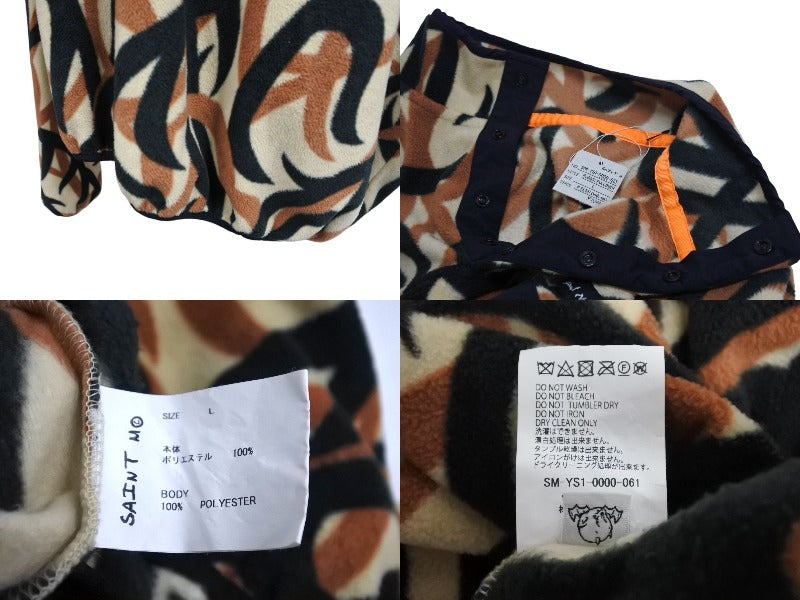 SAINT M
SIZE L
本体
ポリエステル 100%
BODY
100% POLYESTER
DO NOT WASH
DO NOT BLEACH
DO NOT TUMBLER DRY
DO NOT IRON
DRY CLEAN ONLY
洗濯はできません。
漂白処理は出来ません。
タンブル乾燥は出来ません。
アイロンがけは出来ません。
ドライクリーニング処理が出来ます。
SM-YS1-0000-061